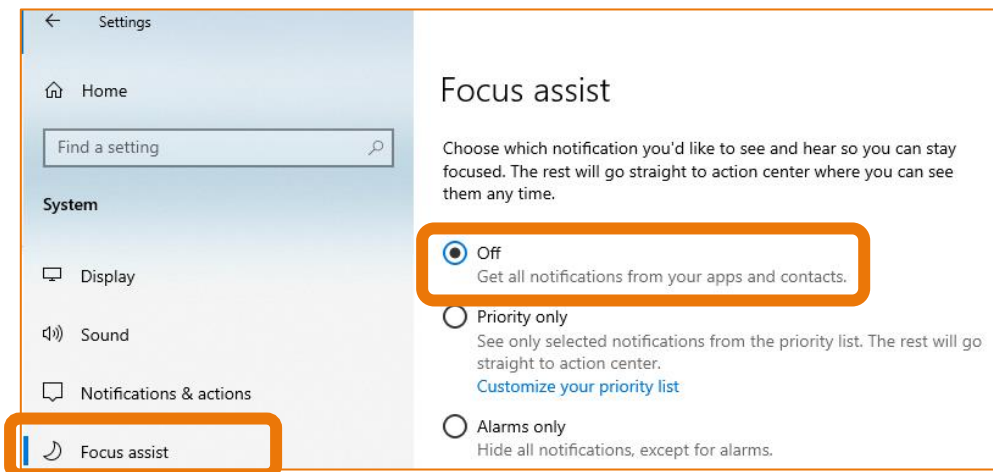 Settings
Home
Find a setting
System
Display
Sound
Notifications & actions
Focus assist
Focus assist
Choose which notification you'd like to see and hear so you can stay
focused. The rest will go straight to action center where you can see
them any time.
Off
Get all notifications from your apps and contacts.
Priority only
See only selected notifications from the priority list. The rest will go
straight to action center.
Customize your priority list
Alarms only
Hide all notifications, except for alarms.